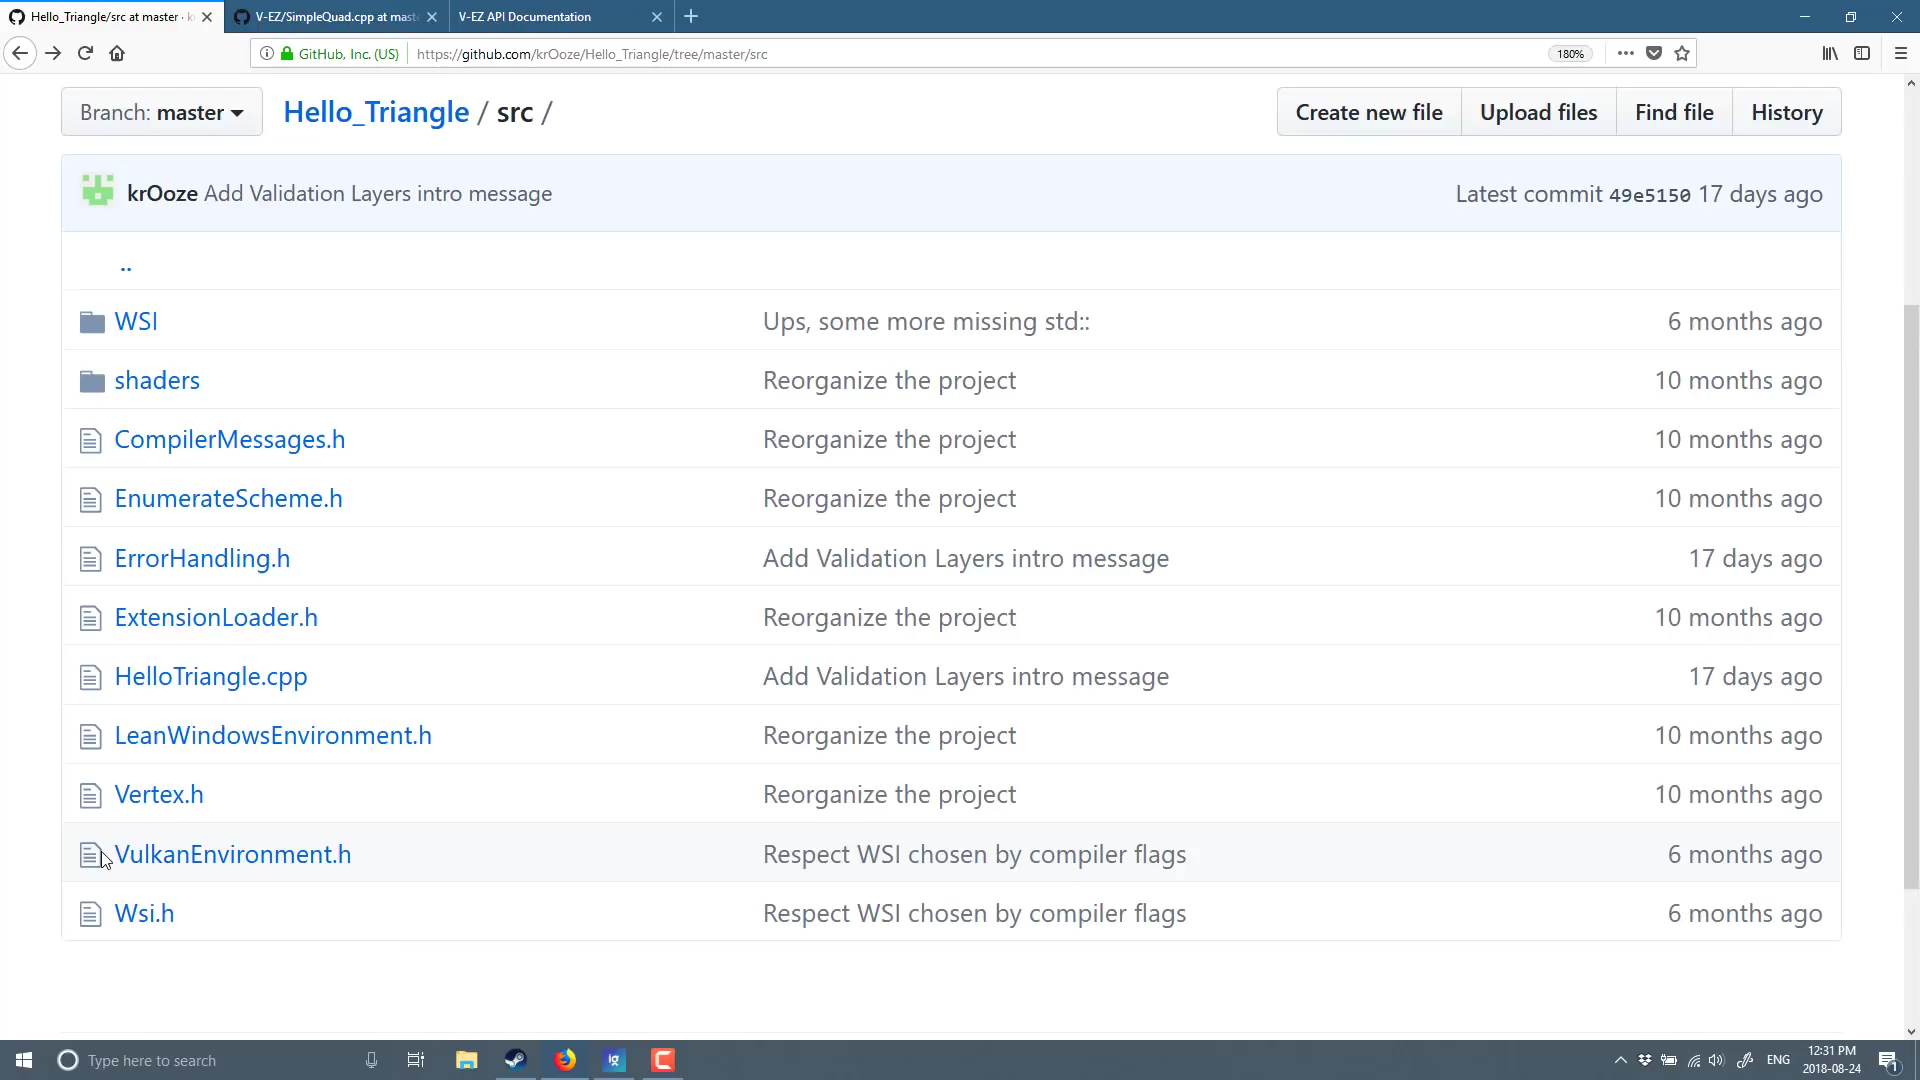 Hello_Triangle/src at master · k
V-EZ/SimpleQuad.cpp at mast
V-EZ API Documentation
GitHub, Inc. (US)
https://github.com/krOoze/Hello_Triangle/tree/master/src
180%
Branch: master
Hello_Triangle / src /
Create new file
Upload files
Find file
History
krOoze Add Validation Layers intro message
Latest commit 49e5150 17 days ago
..
WSI
Ups, some more missing std::
6 months ago
shaders
Reorganize the project
10 months ago
CompilerMessages.h
Reorganize the project
10 months ago
EnumerateScheme.h
Reorganize the project
10 months ago
ErrorHandling.h
Add Validation Layers intro message
17 days ago
ExtensionLoader.h
Reorganize the project
10 months ago
HelloTriangle.cpp
Add Validation Layers intro message
17 days ago
LeanWindowsEnvironment.h
Reorganize the project
10 months ago
Vertex.h
Reorganize the project
10 months ago
VulkanEnvironment.h
Respect WSI chosen by compiler flags
6 months ago
Wsi.h
Respect WSI chosen by compiler flags
6 months ago
Type here to search
ig
ENG
12:31 PM
2018-08-24
1